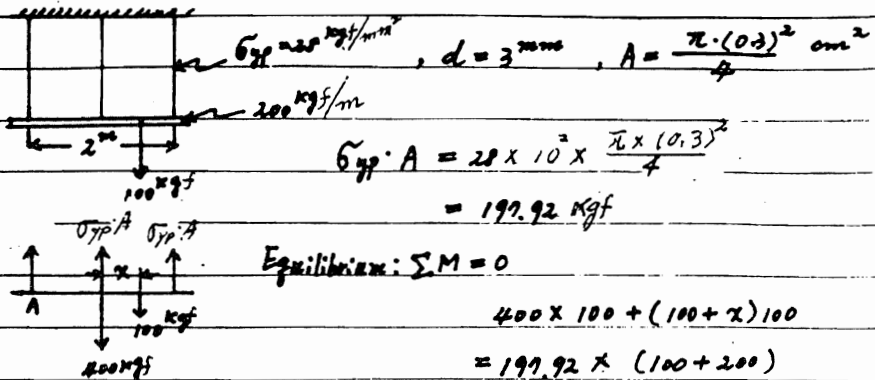 σyp = 28 kgf/mm² , d = 3 mm , A = π·(0.3)²/4 cm²
200 kgf/m
2 m
100 kgf
σyp·A = 28 × 10² × π × (0.3)²/4
= 197.92 kgf
σyp·A σyp·A
Equilibrium: ΣM = 0
x
A
100 kgf
400 × 100 + (100 + x) 100
400 kgf
= 197.92 × (100 + 200)